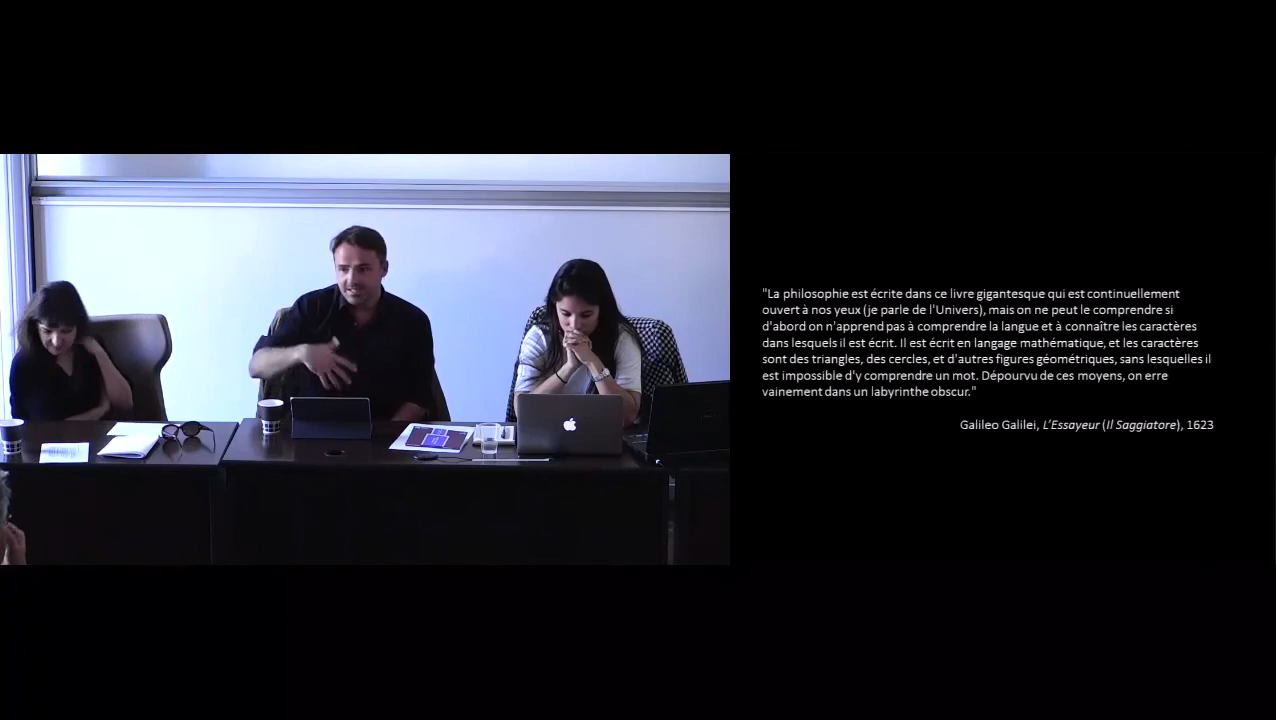 "La philosophie est écrite dans ce livre gigantesque qui est continuellement
ouvert à nos yeux (je parle de l'Univers), mais on ne peut le comprendre si
d'abord on n'apprend pas à comprendre la langue et à connaître les caractères
dans lesquels il est écrit. Il est écrit en langage mathématique, et les caractères
sont des triangles, des cercles, et d'autres figures géométriques, sans lesquelles il
est impossible d'y comprendre un mot. Dépourvu de ces moyens, on erre
vainement dans un labyrinthe obscur."
Galileo Galilei, L'Essayeur (Il Saggiatore), 1623